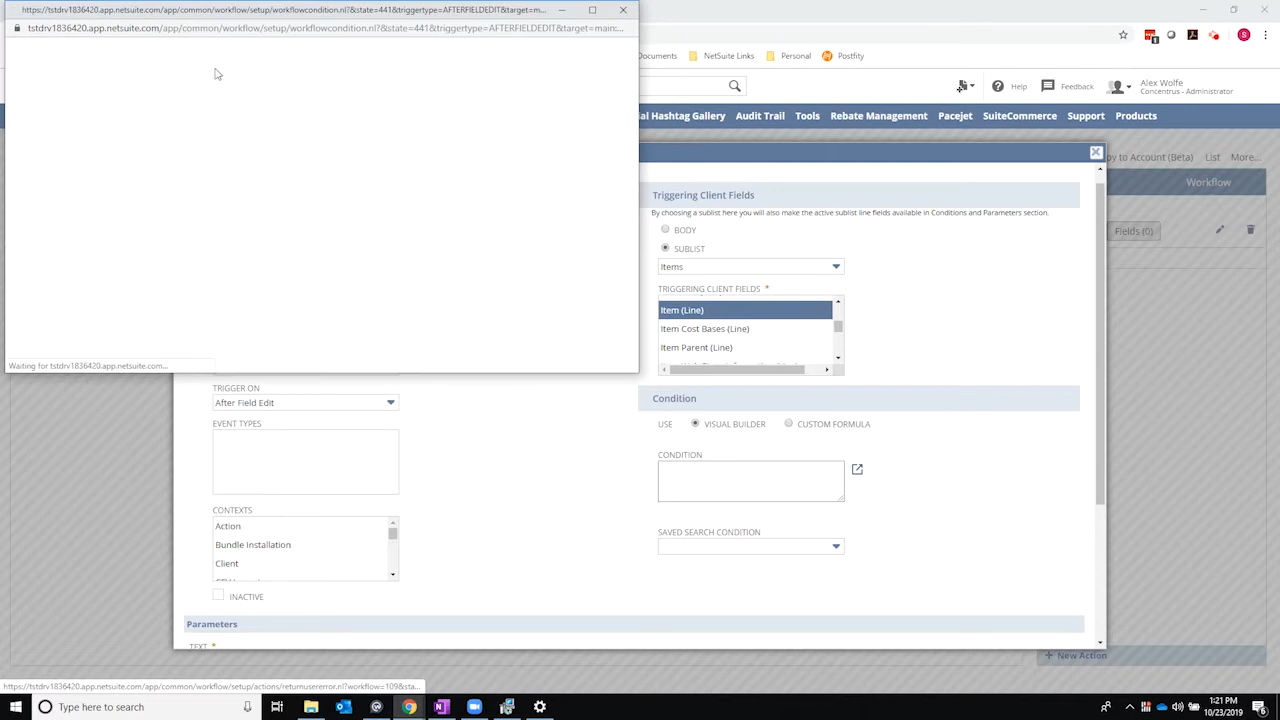 https://tstdrv1836420.app.netsuite.com/app/common/workflow/setup/workflowcondition.nl?&state=441&triggertype=AFTERFIELDEDIT&target=m...
tstdrv1836420.app.netsuite.com/app/common/workflow/setup/workflowcondition.nl?&state=441&triggertype=AFTERFIELDEDIT&target=main:...
Documents NetSuite Links Personal Postfity
Help Feedback Alex Wolfe
Concentrus - Administrator
al Hashtag Gallery Audit Trail Tools Rebate Management Pacejet SuiteCommerce Support Products
py to Account (Beta) List More...
Workflow
Fields (0)
Triggering Client Fields
By choosing a sublist here you will also make the active sublist line fields available in Conditions and Parameters section.
BODY
SUBLIST
Items
TRIGGERING CLIENT FIELDS *
Item (Line)
Item Cost Bases (Line)
Item Parent (Line)
Waiting for tstdrv1836420.app.netsuite.com...
TRIGGER ON
After Field Edit
EVENT TYPES
CONTEXTS
Action
Bundle Installation
Client
INACTIVE
Condition
USE VISUAL BUILDER CUSTOM FORMULA
CONDITION
SAVED SEARCH CONDITION
Parameters
TEXT *
+ New Action
https://tstdrv1836420.app.netsuite.com/app/common/workflow/setup/actions/returnusererror.nl?workflow=109&sta...
Type here to search
1:21 PM
10/23/2019
6